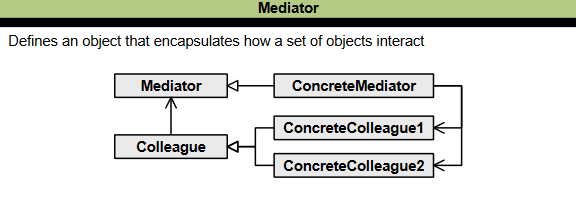 Mediator
Defines an object that encapsulates how a set of objects interact
Mediator
ConcreteMediator
ConcreteColleague1
Colleague
ConcreteColleague2